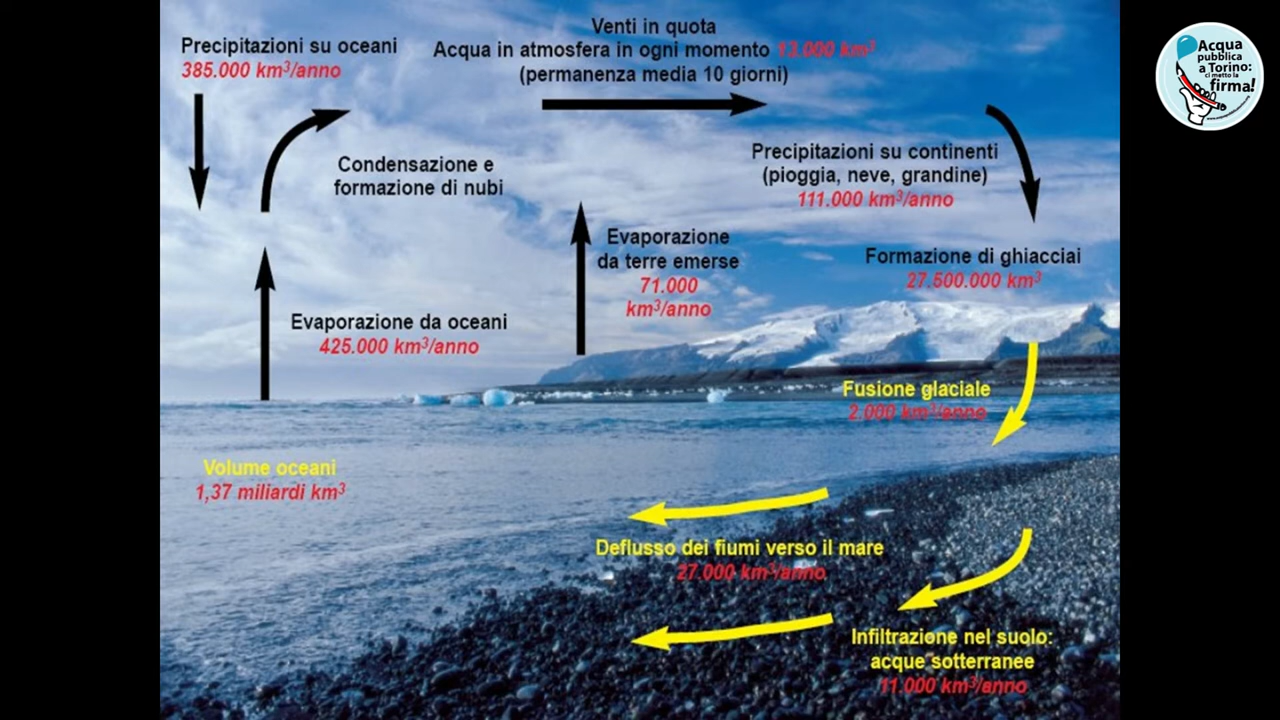 Precipitazioni su oceani
385.000 km³/anno
Venti in quota
Acqua in atmosfera in ogni momento 13.000 km³
(permanenza media 10 giorni)
Condensazione e
formazione di nubi
Precipitazioni su continenti
(pioggia, neve, grandine)
111.000 km³/anno
Evaporazione
da terre emerse
71.000
km³/anno
Formazione di ghiacciai
27.500.000 km³
Evaporazione da oceani
425.000 km³/anno
Fusione glaciale
2.000 km³/anno
Volume oceani
1,37 miliardi km³
Deflusso dei fiumi verso il mare
27.000 km³/anno
Infiltrazione nel suolo:
acque sotterranee
11.000 km³/anno
Acqua
pubblica
a Torino:
ci metto la
firma!